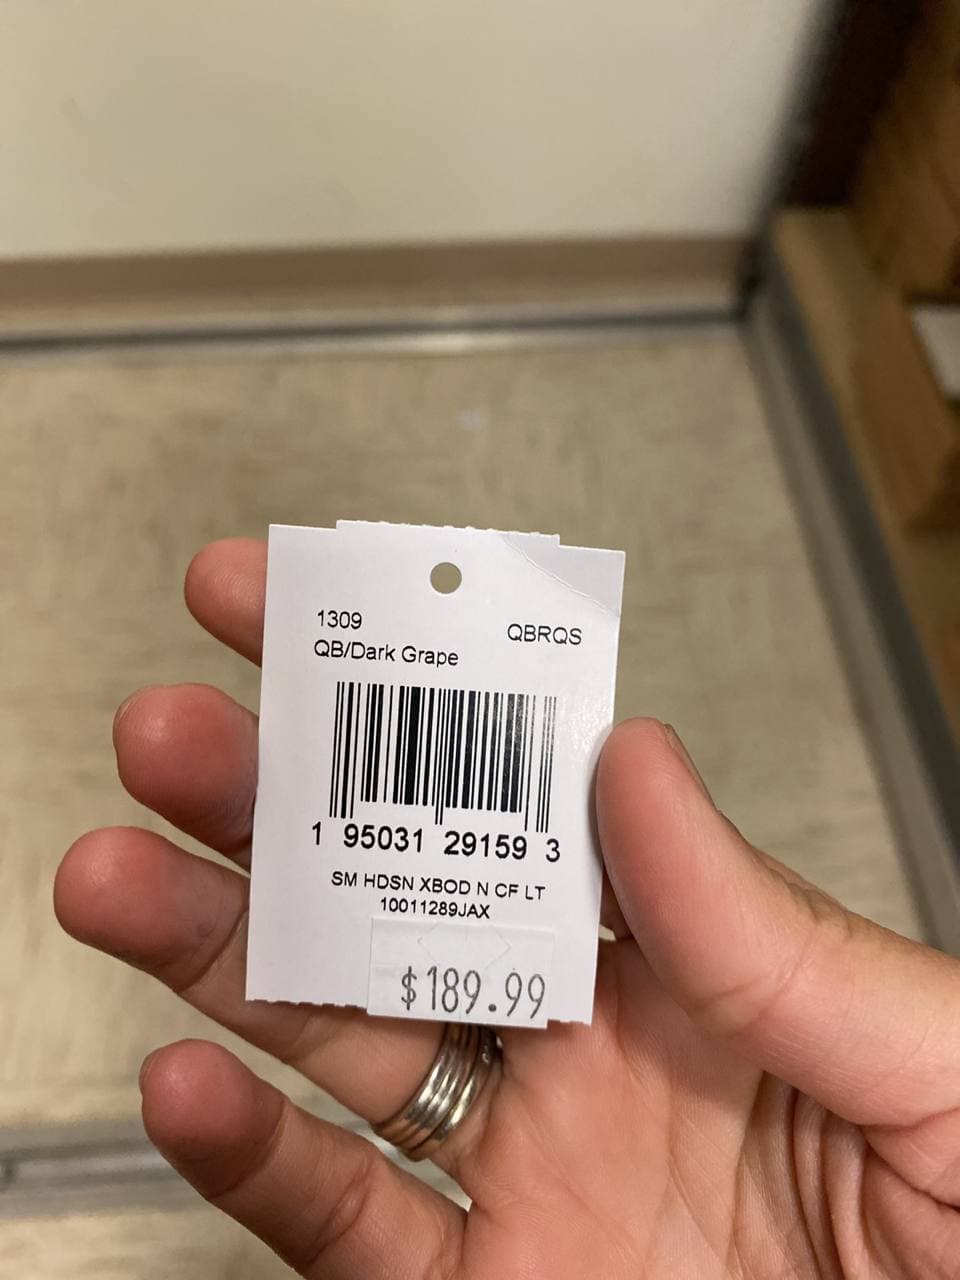 1309
QBRQS
QB/Dark Grape
1 95031 29159 3
SM HDSN XBOD N CF LT
10011289JAX
$189.99